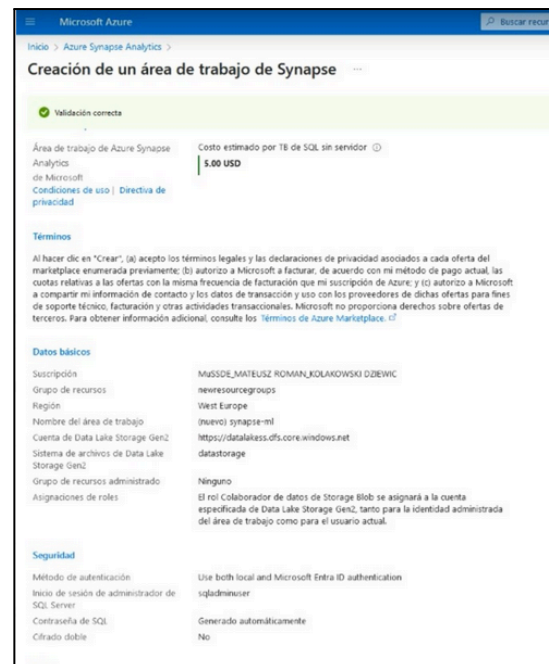 Microsoft Azure
Buscar recur
Inicio > Azure Synapse Analytics >
Creación de un área de trabajo de Synapse ...
Validación correcta
Área de trabajo de Azure Synapse
Analytics
de Microsoft
Condiciones de uso | Directiva de
privacidad
Costo estimado por TB de SQL sin servidor
5.00 USD
Términos
Al hacer clic en "Crear", (a) acepto los términos legales y las declaraciones de privacidad asociados a cada oferta del
marketplace enumerada previamente; (b) autorizo a Microsoft a facturar, de acuerdo con mi método de pago actual, las
cuotas relativas a las ofertas con la misma frecuencia de facturación que mi suscripción de Azure; y (c) autorizo a Microsoft
a compartir mi información de contacto y los datos de transacción y uso con los proveedores de dichas ofertas para fines
de soporte técnico, facturación y otras actividades transaccionales. Microsoft no proporciona derechos sobre ofertas de
terceros. Para obtener información adicional, consulte los Términos de Azure Marketplace.
Datos básicos
Suscripción MuSSDE_MATEUSZ ROMAN_KOLAKOWSKI DZIEWIC
Grupo de recursos newresourcegroups
Región West Europe
Nombre del área de trabajo (nuevo) synapse-ml
Cuenta de Data Lake Storage Gen2 https://datalakess.dfs.core.windows.net
Sistema de archivos de Data Lake
Storage Gen2 datastorage
Grupo de recursos administrado Ninguno
Asignaciones de roles El rol Colaborador de datos de Storage Blob se asignará a la cuenta
especificada de Data Lake Storage Gen2, tanto para la identidad administrada
del área de trabajo como para el usuario actual.
Seguridad
Método de autenticación Use both local and Microsoft Entra ID authentication
Inicio de sesión de administrador de
SQL Server sqladminuser
Contraseña de SQL Generado automáticamente
Cifrado doble No